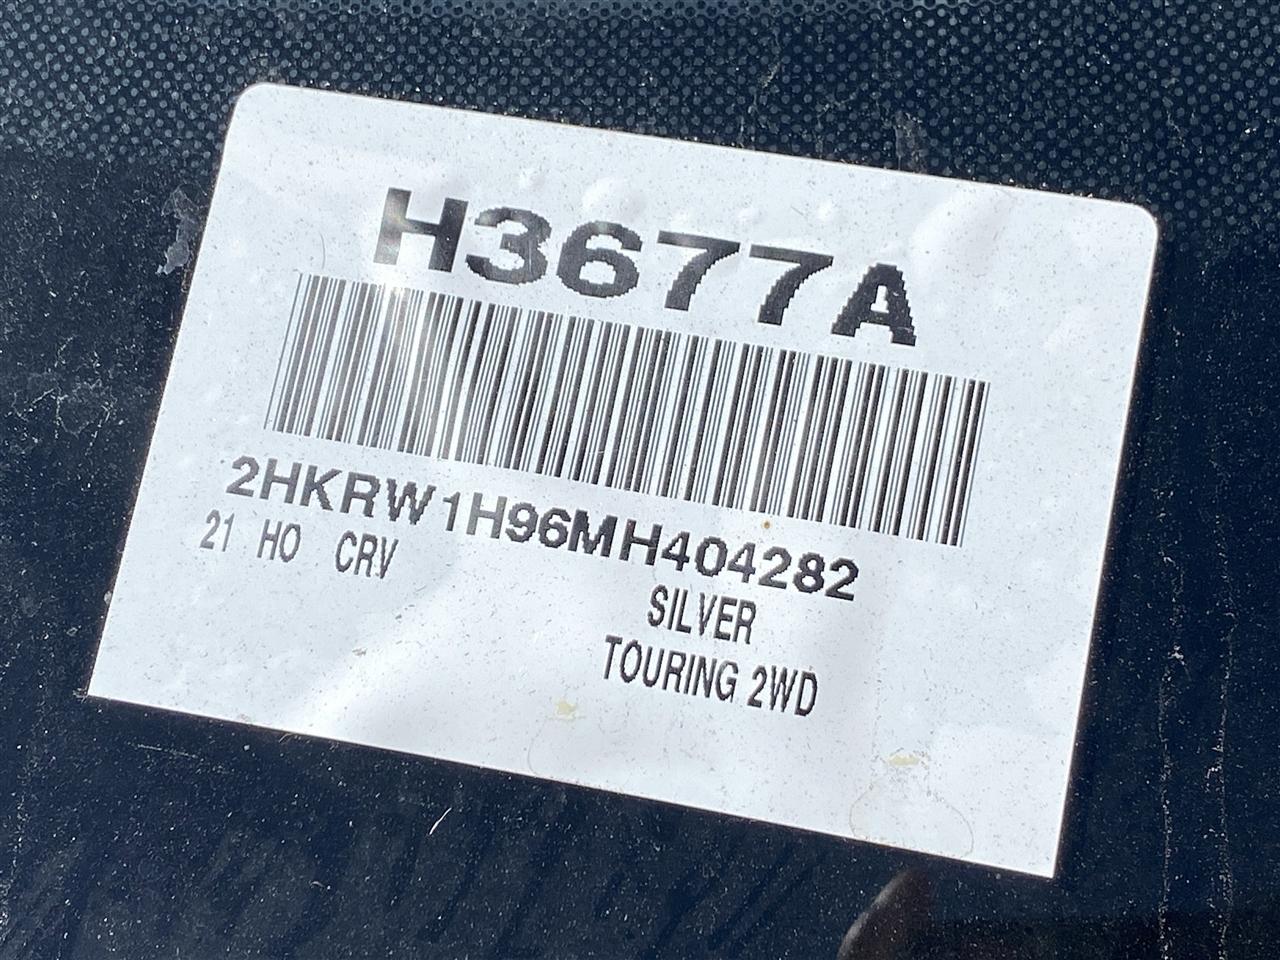 H3677A
2HKRW1H96MH404282
21 HO CRV
SILVER
TOURING 2WD